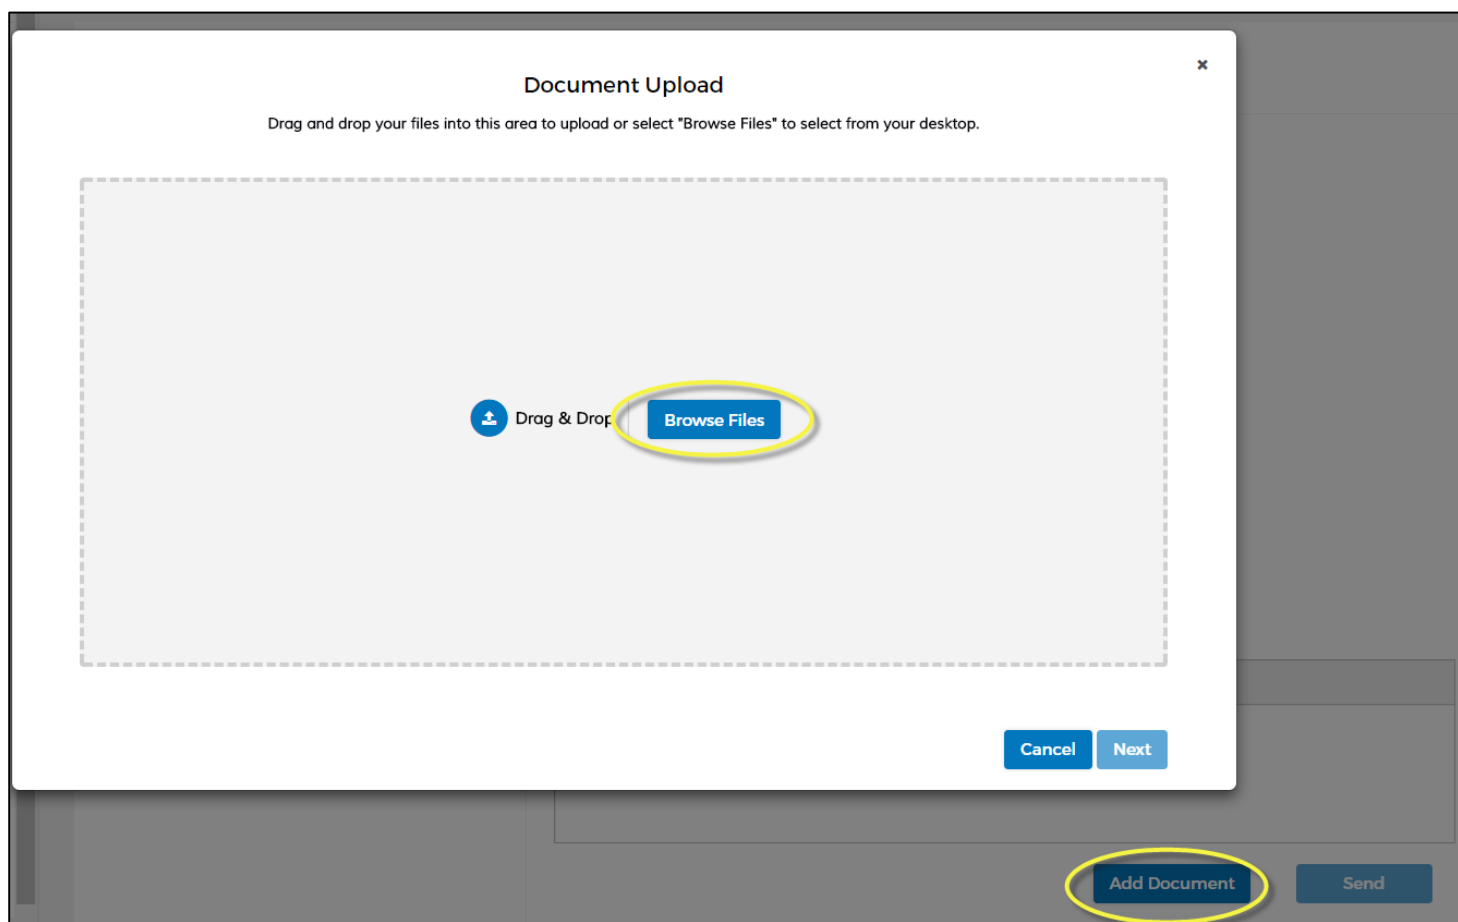 Document Upload
Drag and drop your files into this area to upload or select "Browse Files" to select from your desktop.
Drag & Drop
Browse Files
Cancel
Next
Add Document
Send